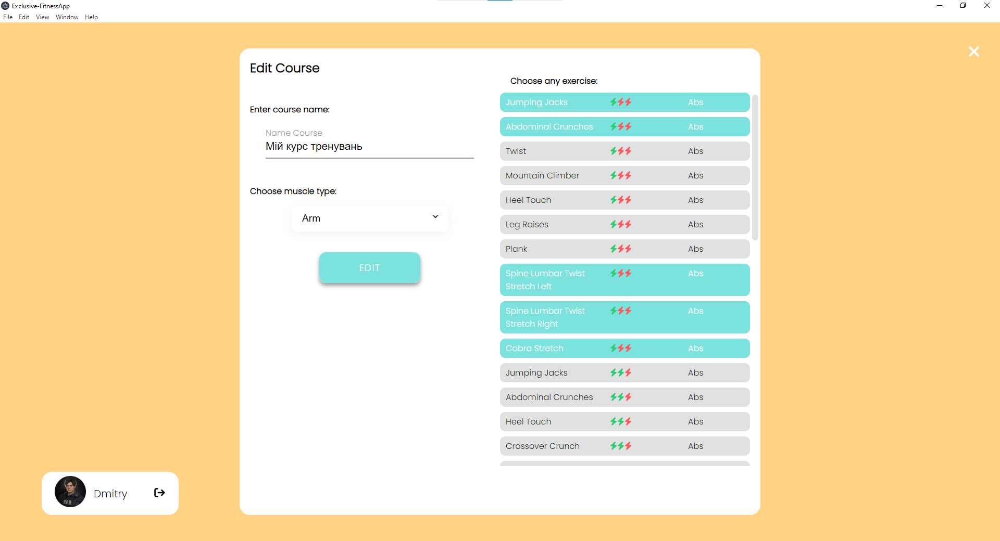 Exclusive-FitnessApp
File Edit View Window Help
Edit Course
Enter course name:
Name Course
Мій курс тренувань
Choose muscle type:
Arm
EDIT
Choose any exercise:
Jumping Jacks Abs
Abdominal Crunches Abs
Twist Abs
Mountain Climber Abs
Heel Touch Abs
Leg Raises Abs
Plank Abs
Spine Lumbar Twist Abs
Stretch Left
Spine Lumbar Twist Abs
Stretch Right
Cobra Stretch Abs
Jumping Jacks Abs
Abdominal Crunches Abs
Heel Touch Abs
Crossover Crunch Abs
R.P.D.
Dmitry